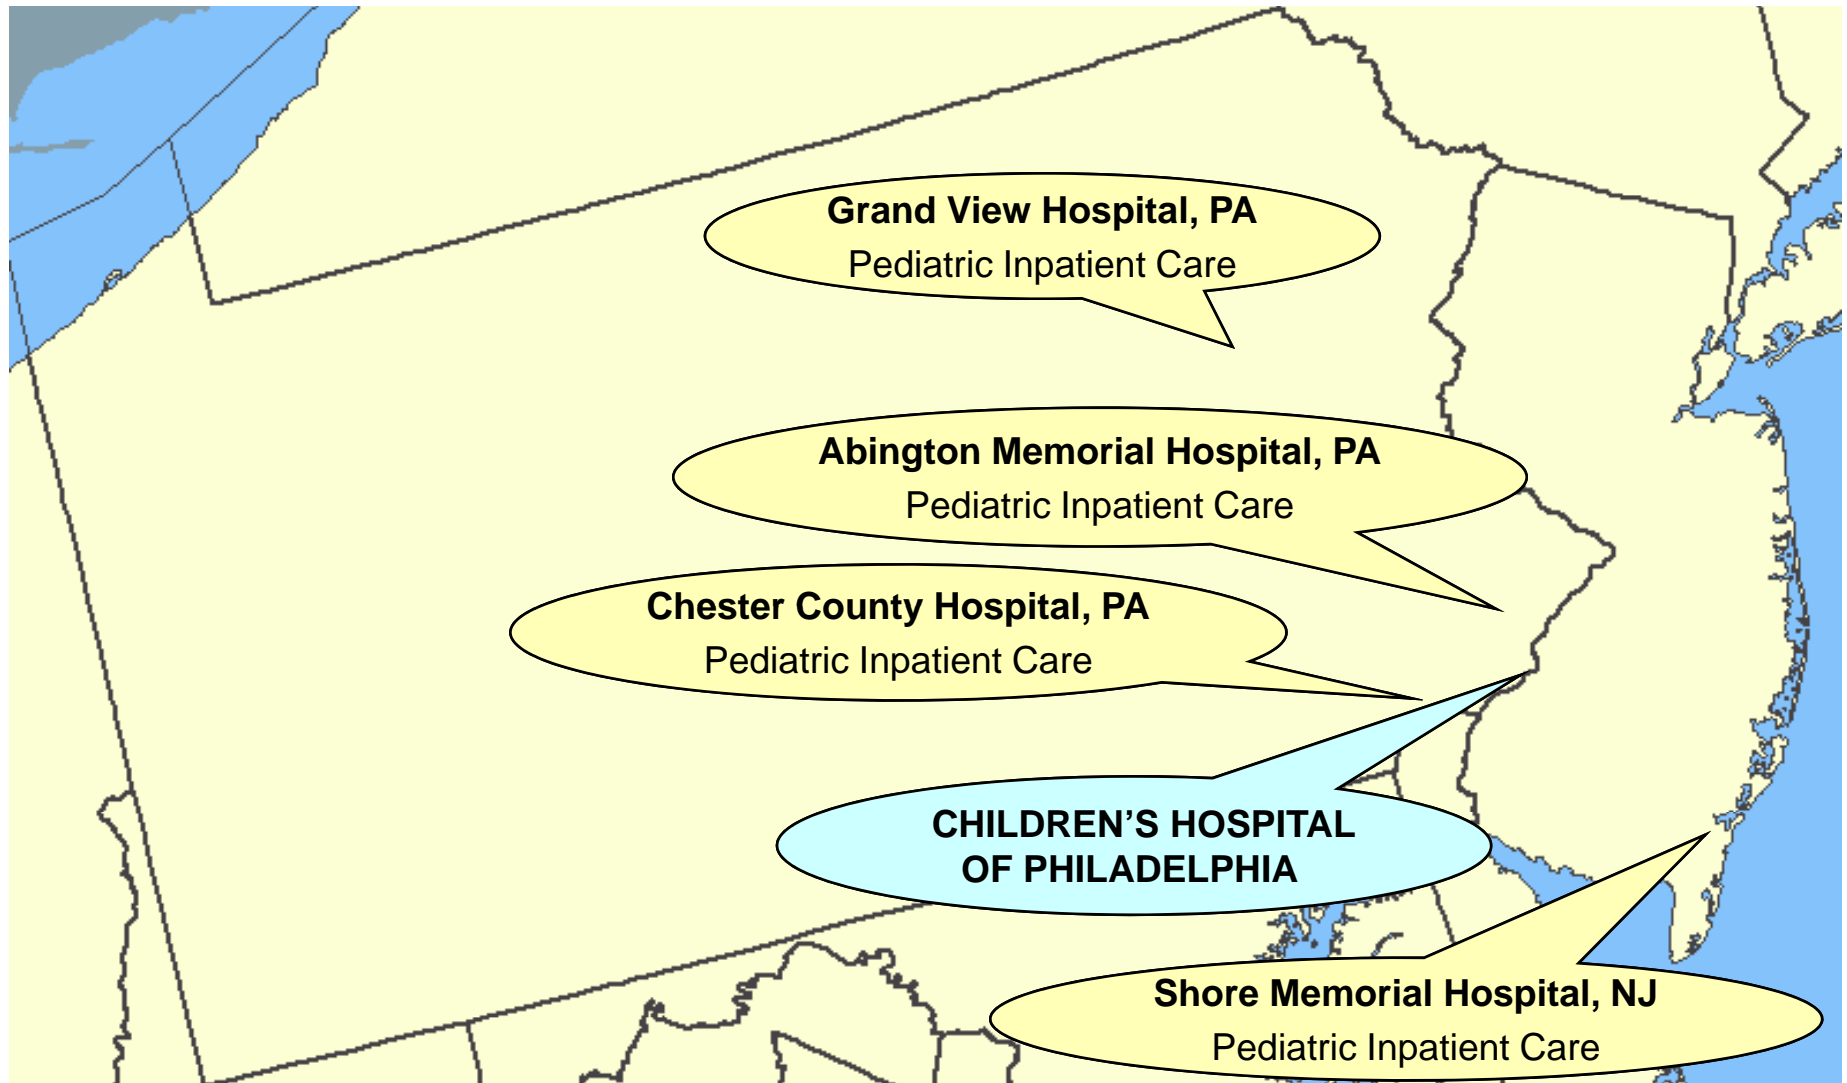 Grand View Hospital, PA
Pediatric Inpatient Care
Abington Memorial Hospital, PA
Pediatric Inpatient Care
Chester County Hospital, PA
Pediatric Inpatient Care
CHILDREN’S HOSPITAL
OF PHILADELPHIA
Shore Memorial Hospital, NJ
Pediatric Inpatient Care